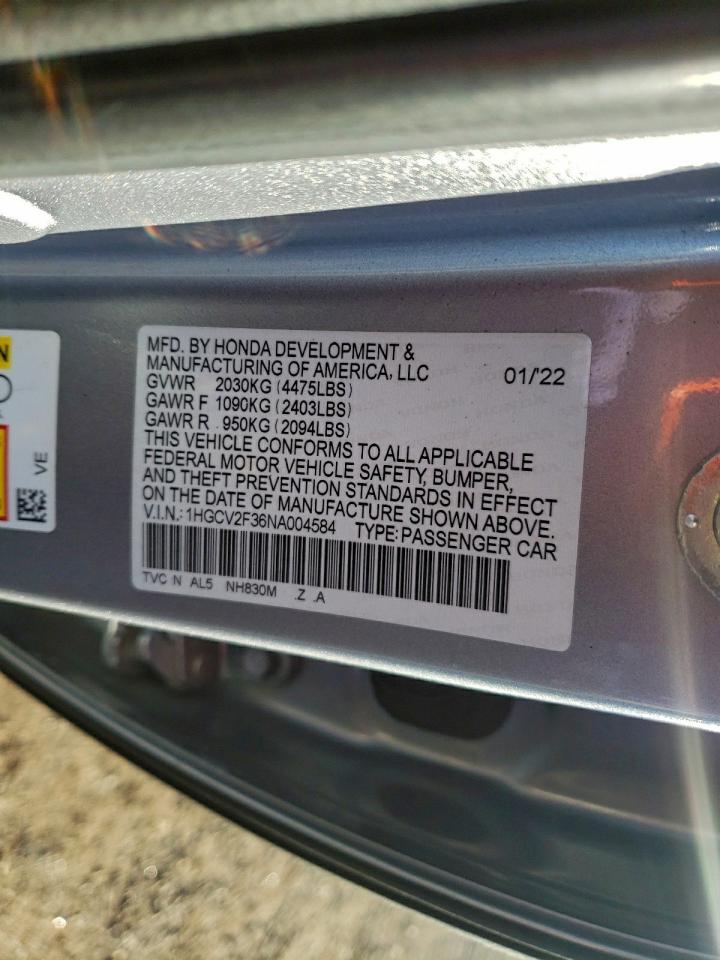 MFD. BY HONDA DEVELOPMENT &
MANUFACTURING OF AMERICA, LLC 01/'22
GVWR 2030KG (4475LBS)
GAWR F 1090KG (2403LBS)
GAWR R 950KG (2094LBS)
THIS VEHICLE CONFORMS TO ALL APPLICABLE
FEDERAL MOTOR VEHICLE SAFETY, BUMPER,
AND THEFT PREVENTION STANDARDS IN EFFECT
ON THE DATE OF MANUFACTURE SHOWN ABOVE.
V.I.N.: 1HGCV2F36NA004584 TYPE: PASSENGER CAR
TVC N AL5 NH830M .Z .A
VE